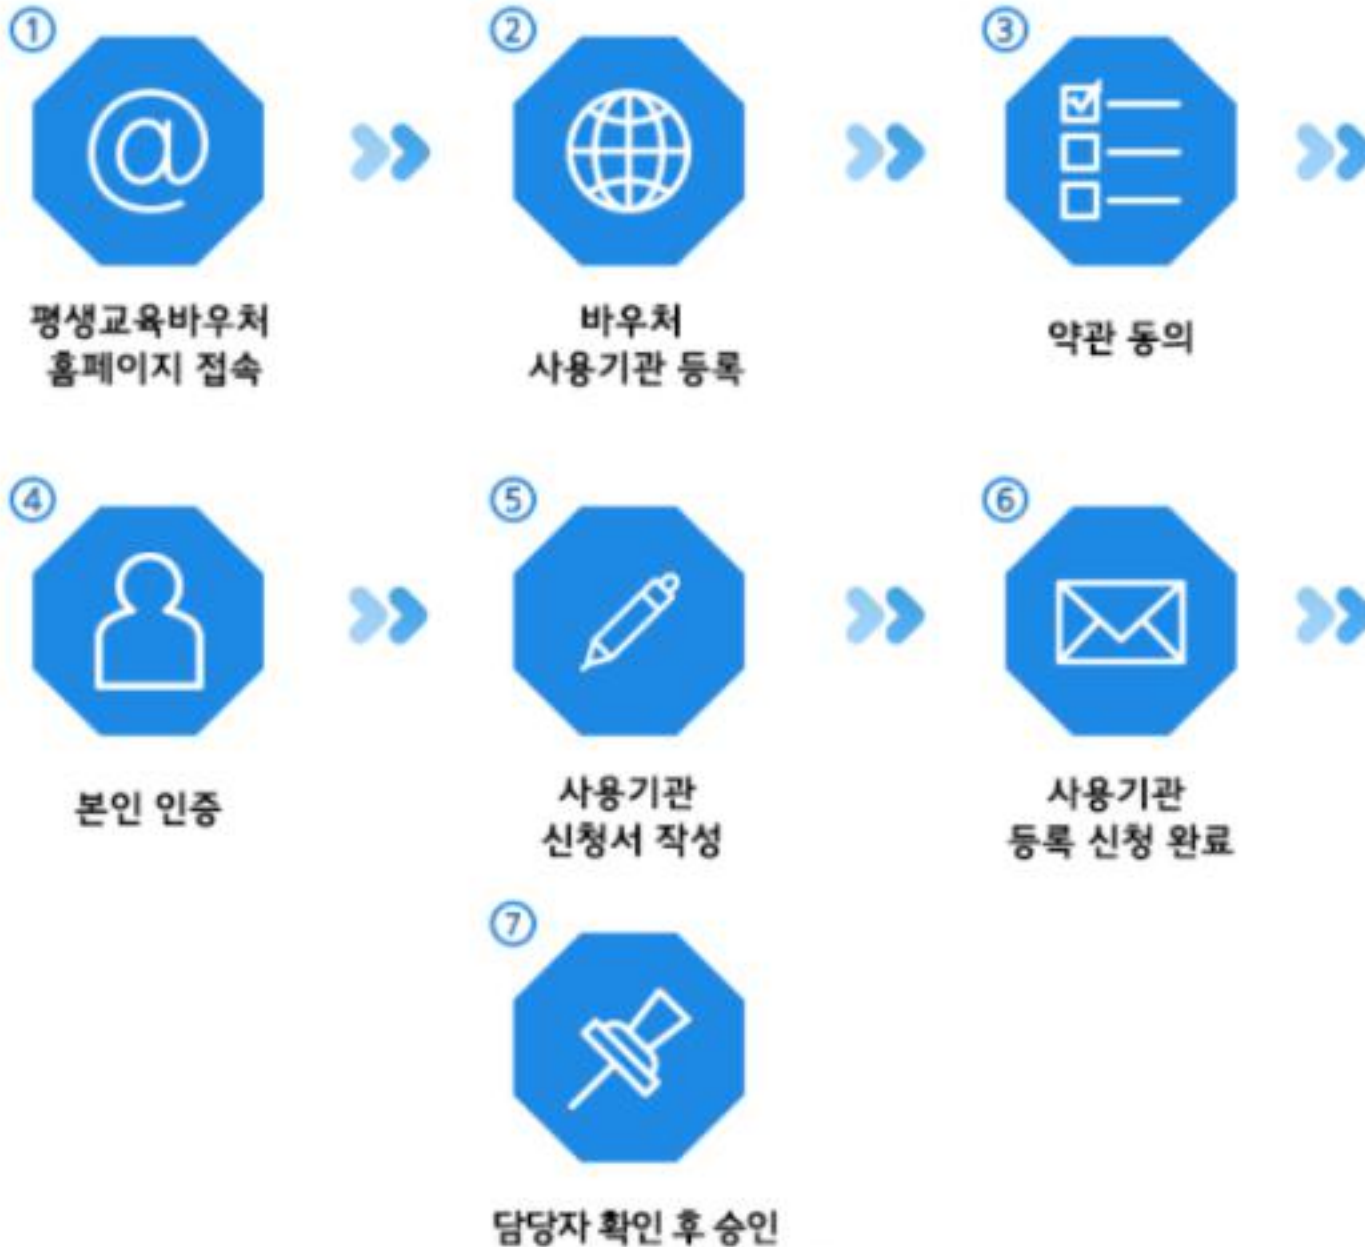 ①
평생교육바우처
홈페이지 접속
②
바우처
사용기관 등록
③
약관 동의
④
본인 인증
⑤
사용기관
신청서 작성
⑥
사용기관
등록 신청 완료
⑦
담당자 확인 후 승인